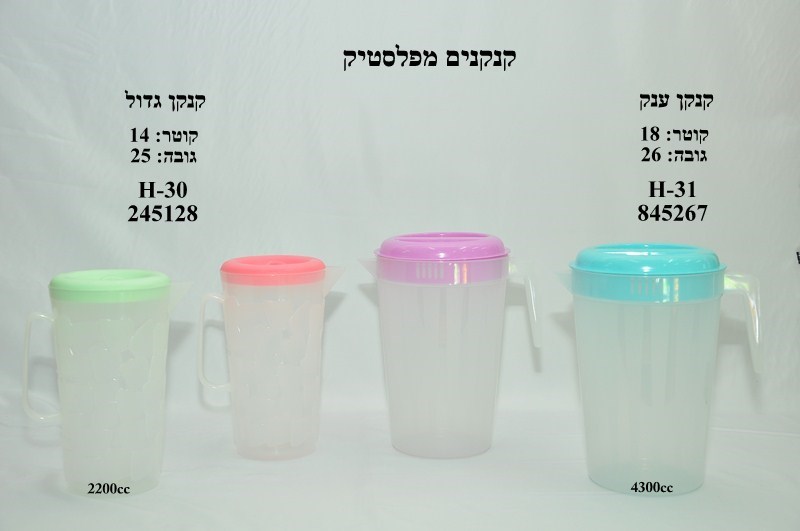 קנקנים מפלסטיק
קנקן ענק
קוטר: 18
גובה: 26
H-31
845267
קנקן גדול
קוטר: 14
גובה: 25
H-30
245128
4300cc
2200cc